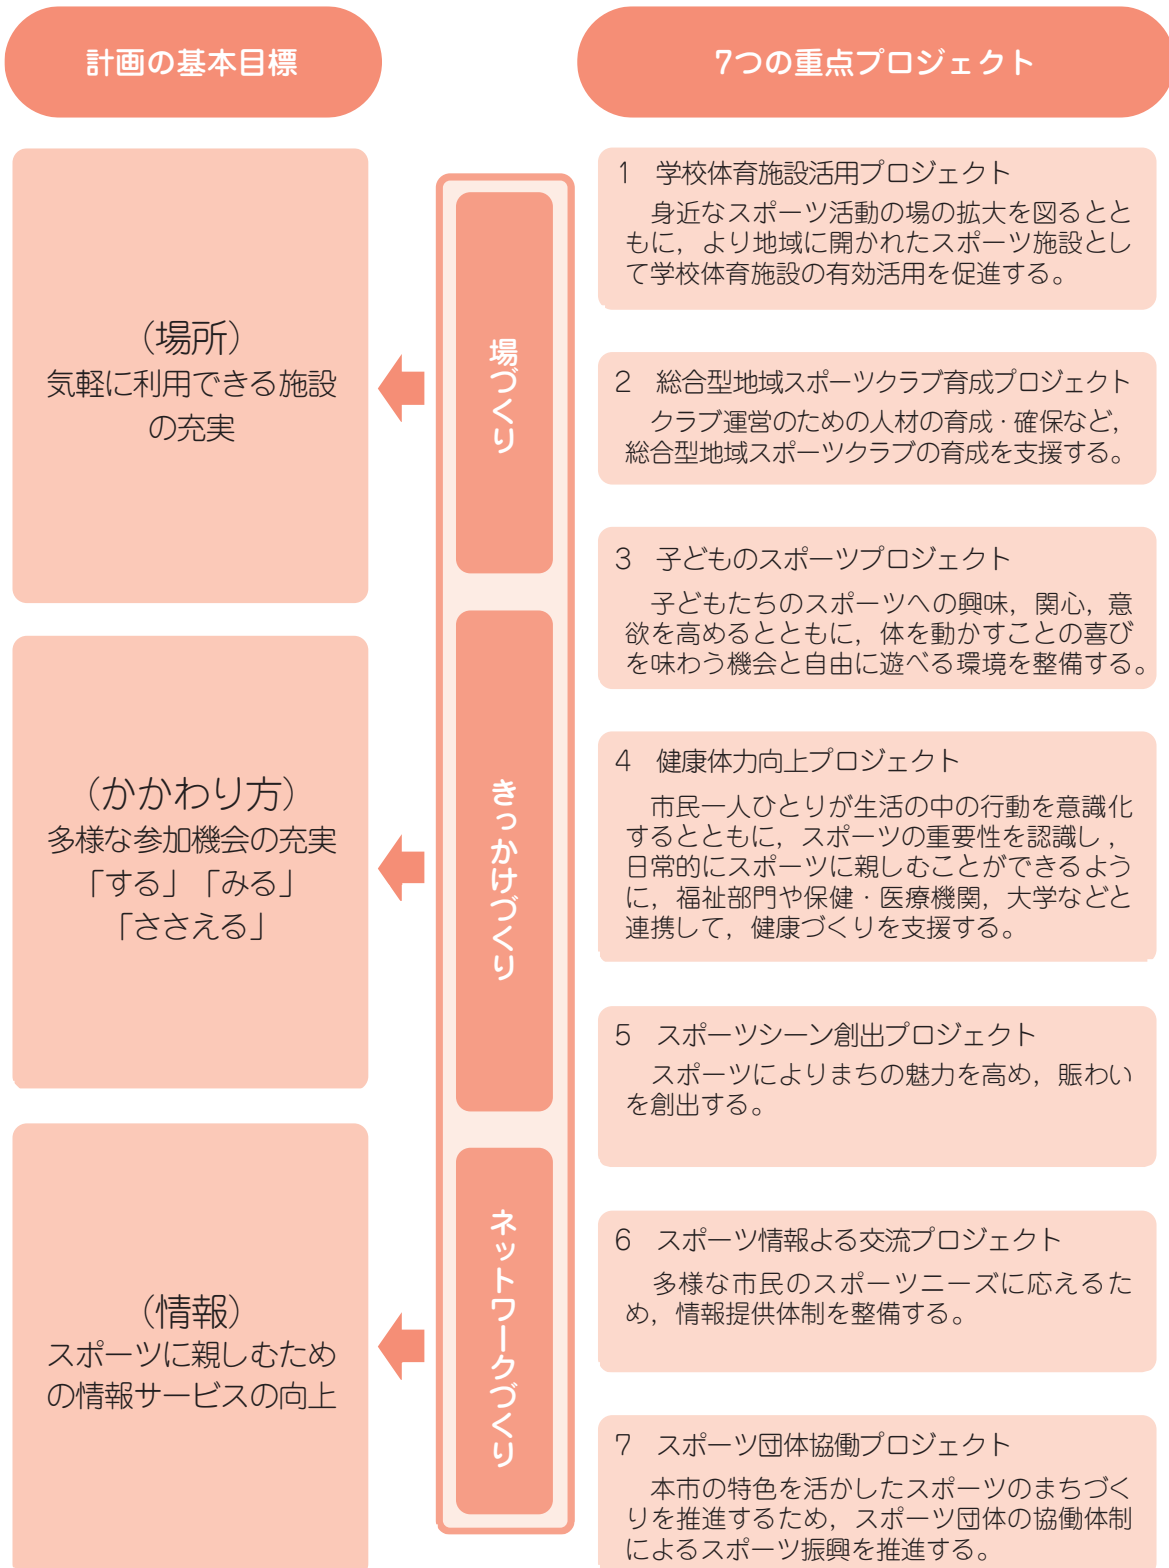 計画の基本目標
7つの重点プロジェクト
（場所）
気軽に利用できる施設
の充実
（かかわり方）
多様な参加機会の充実
「する」「みる」
「ささえる」
（情報）
スポーツに親しむため
の情報サービスの向上
場づくり
きっかけづくり
ネットワークづくり
1　学校体育施設活用プロジェクト
身近なスポーツ活動の場の拡大を図るとと
もに，より地域に開かれたスポーツ施設とし
て学校体育施設の有効活用を促進する。
2　総合型地域スポーツクラブ育成プロジェクト
クラブ運営のための人材の育成・確保など，
総合型地域スポーツクラブの育成を支援する。
3　子どものスポーツプロジェクト
子どもたちのスポーツへの興味，関心，意
欲を高めるとともに，体を動かすことの喜び
を味わう機会と自由に遊べる環境を整備する。
4　健康体力向上プロジェクト
市民一人ひとりが生活の中の行動を意識化
するとともに，スポーツの重要性を認識し，
日常的にスポーツに親しむことができるよう
に，福祉部門や保健・医療機関，大学などと
連携して，健康づくりを支援する。
5　スポーツシーン創出プロジェクト
スポーツによりまちの魅力を高め，賑わい
を創出する。
6　スポーツ情報よる交流プロジェクト
多様な市民のスポーツニーズに応えるた
め，情報提供体制を整備する。
7　スポーツ団体協働プロジェクト
本市の特色を活かしたスポーツのまちづく
りを推進するため，スポーツ団体の協働体制
によるスポーツ振興を推進する。